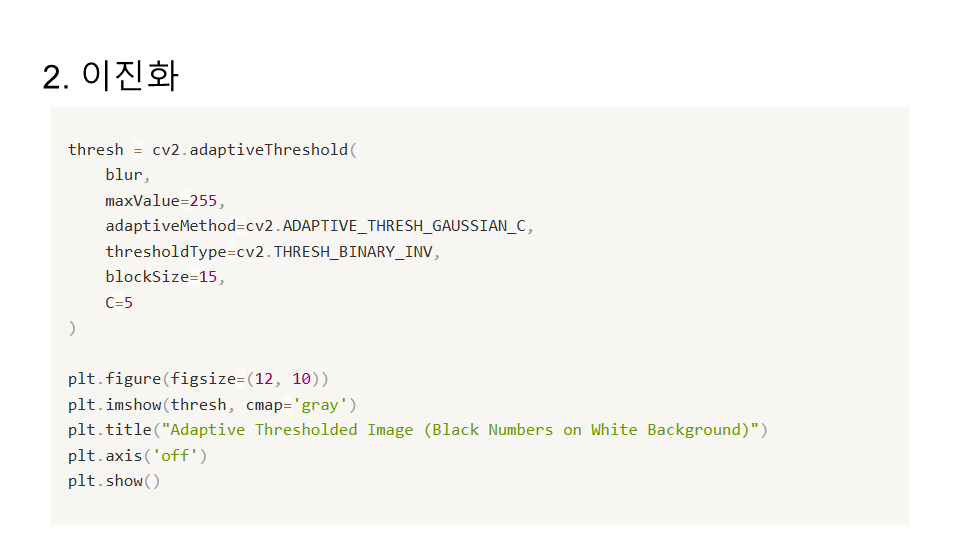 2. 이진화
thresh = cv2.adaptiveThreshold(
    blur,
    maxValue=255,
    adaptiveMethod=cv2.ADAPTIVE_THRESH_GAUSSIAN_C,
    thresholdType=cv2.THRESH_BINARY_INV,
    blockSize=15,
    C=5
)
plt.figure(figsize=(12, 10))
plt.imshow(thresh, cmap='gray')
plt.title("Adaptive Thresholded Image (Black Numbers on White Background)")
plt.axis('off')
plt.show()